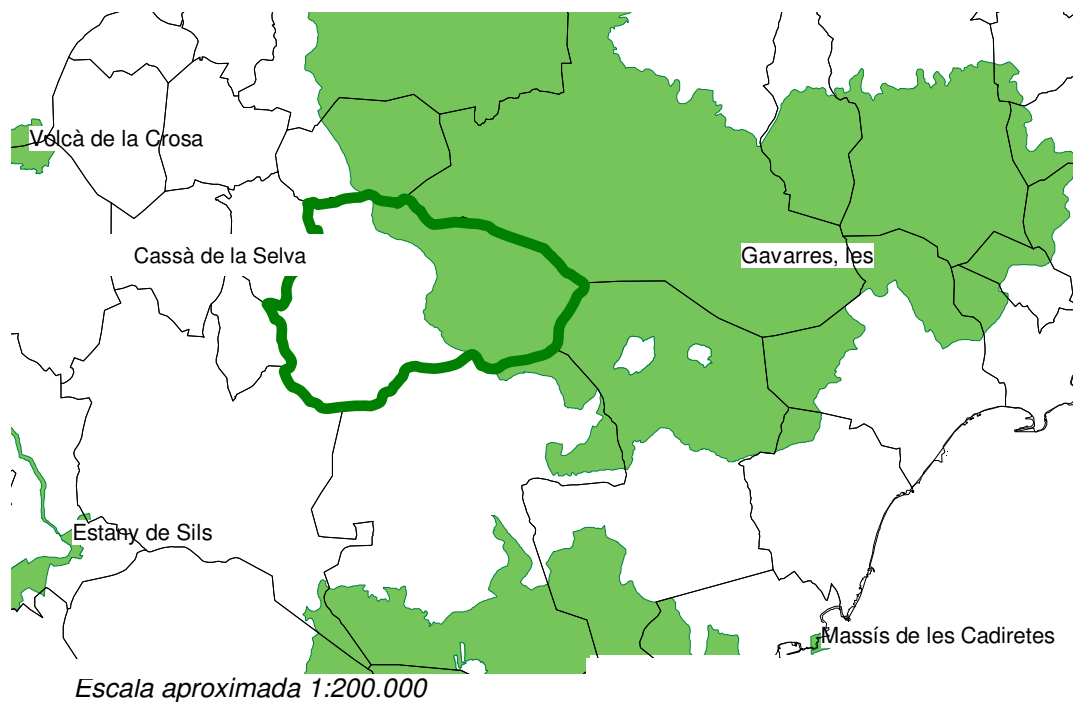 Volcà de la Crosa
Cassà de la Selva
Gavarres, les
Estany de Sils
Massís de les Cadiretes
Escala aproximada 1:200.000